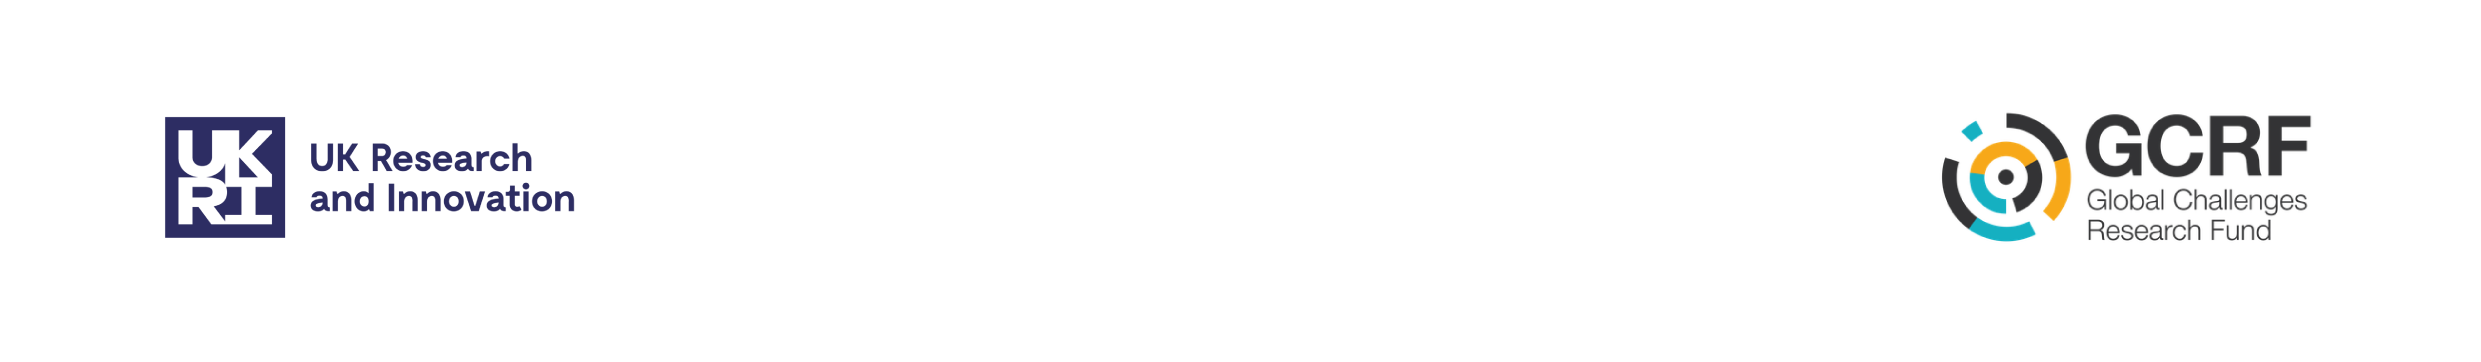 UK
RI
UK Research
and Innovation
GCRF
Global Challenges
Research Fund